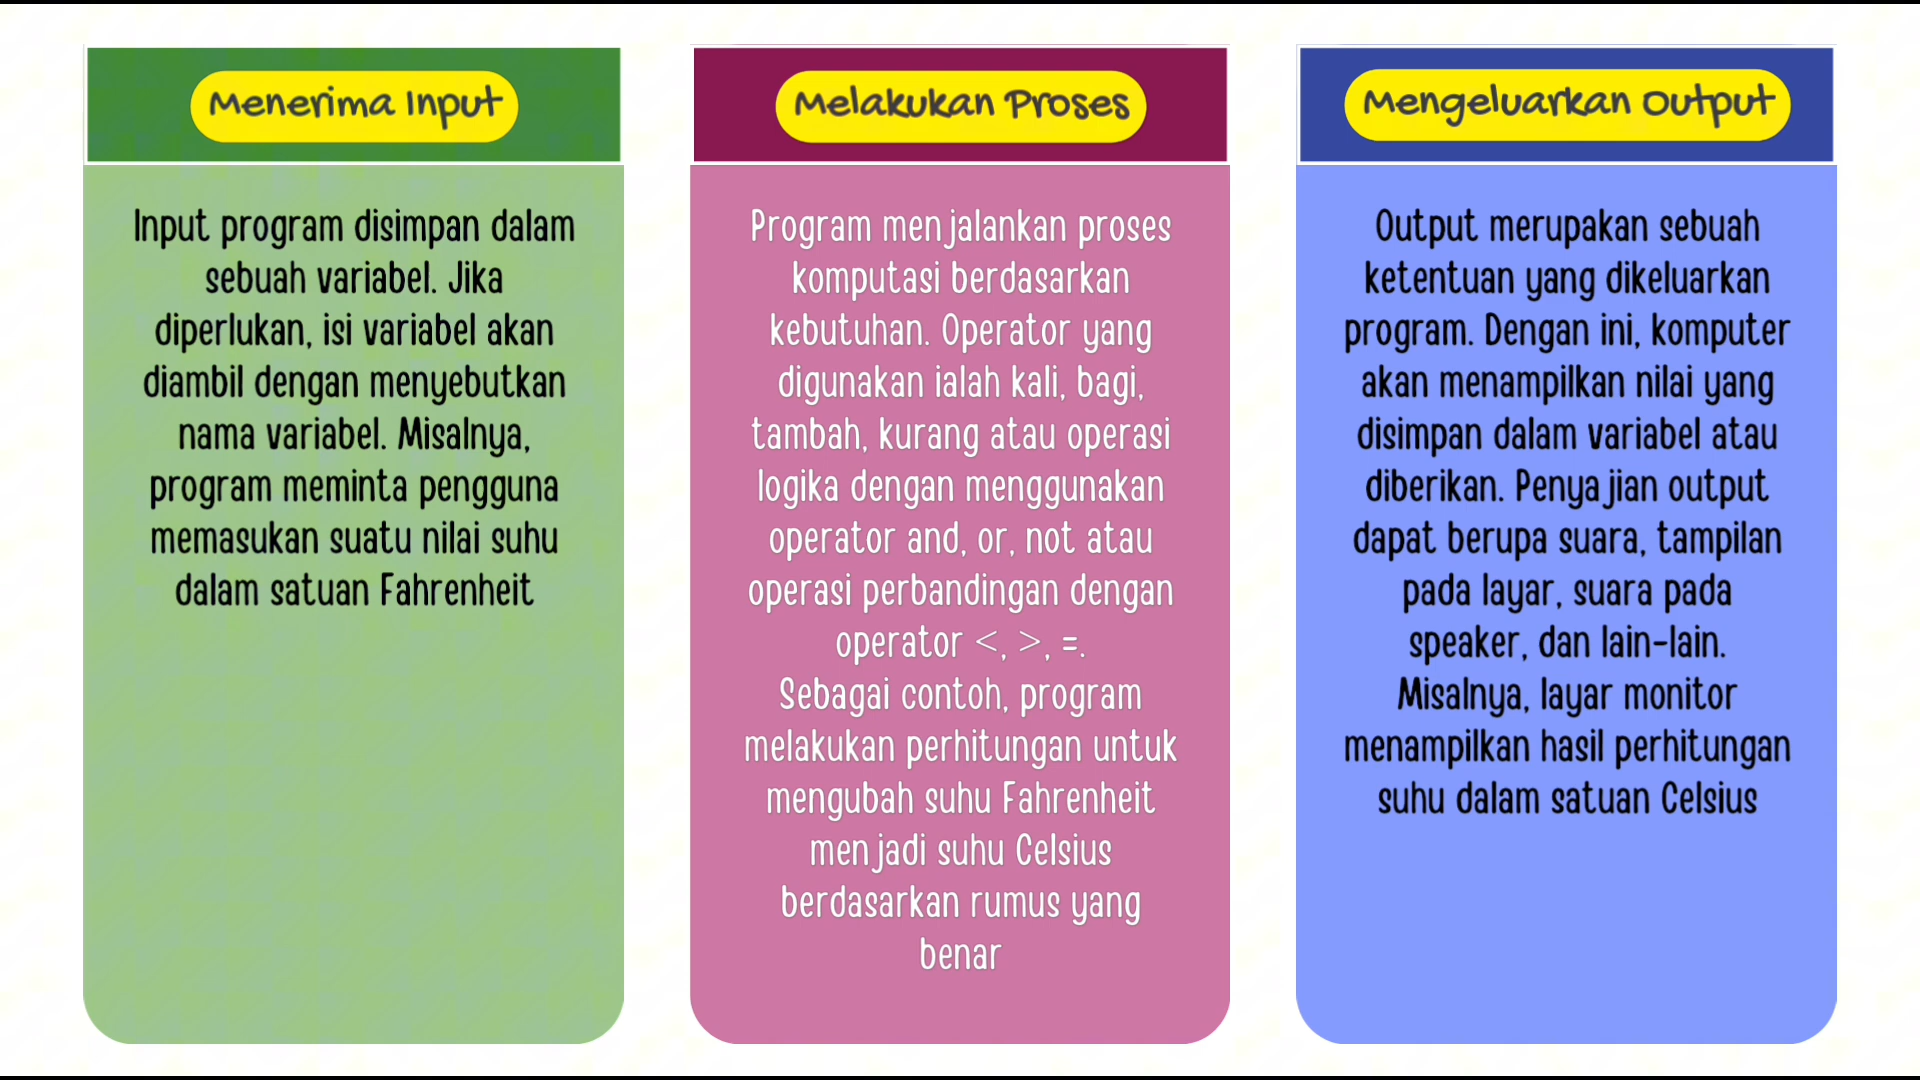 Menerima Input
Input program disimpan dalam
sebuah variabel. Jika
diperlukan, isi variabel akan
diambil dengan menyebutkan
nama variabel. Misalnya,
program meminta pengguna
memasukan suatu nilai suhu
dalam satuan Fahrenheit
Melakukan Proses
Program menjalankan proses
komputasi berdasarkan
kebutuhan. Operator yang
digunakan ialah kali, bagi,
tambah, kurang atau operasi
logika dengan menggunakan
operator and, or, not atau
operasi perbandingan dengan
operator <, >, =.
Sebagai contoh, program
melakukan perhitungan untuk
mengubah suhu Fahrenheit
menjadi suhu Celsius
berdasarkan rumus yang
benar
Mengeluarkan Output
Output merupakan sebuah
ketentuan yang dikeluarkan
program. Dengan ini, komputer
akan menampilkan nilai yang
disimpan dalam variabel atau
diberikan. Penyajian output
dapat berupa suara, tampilan
pada layar, suara pada
speaker, dan lain-lain.
Misalnya, layar monitor
menampilkan hasil perhitungan
suhu dalam satuan Celsius